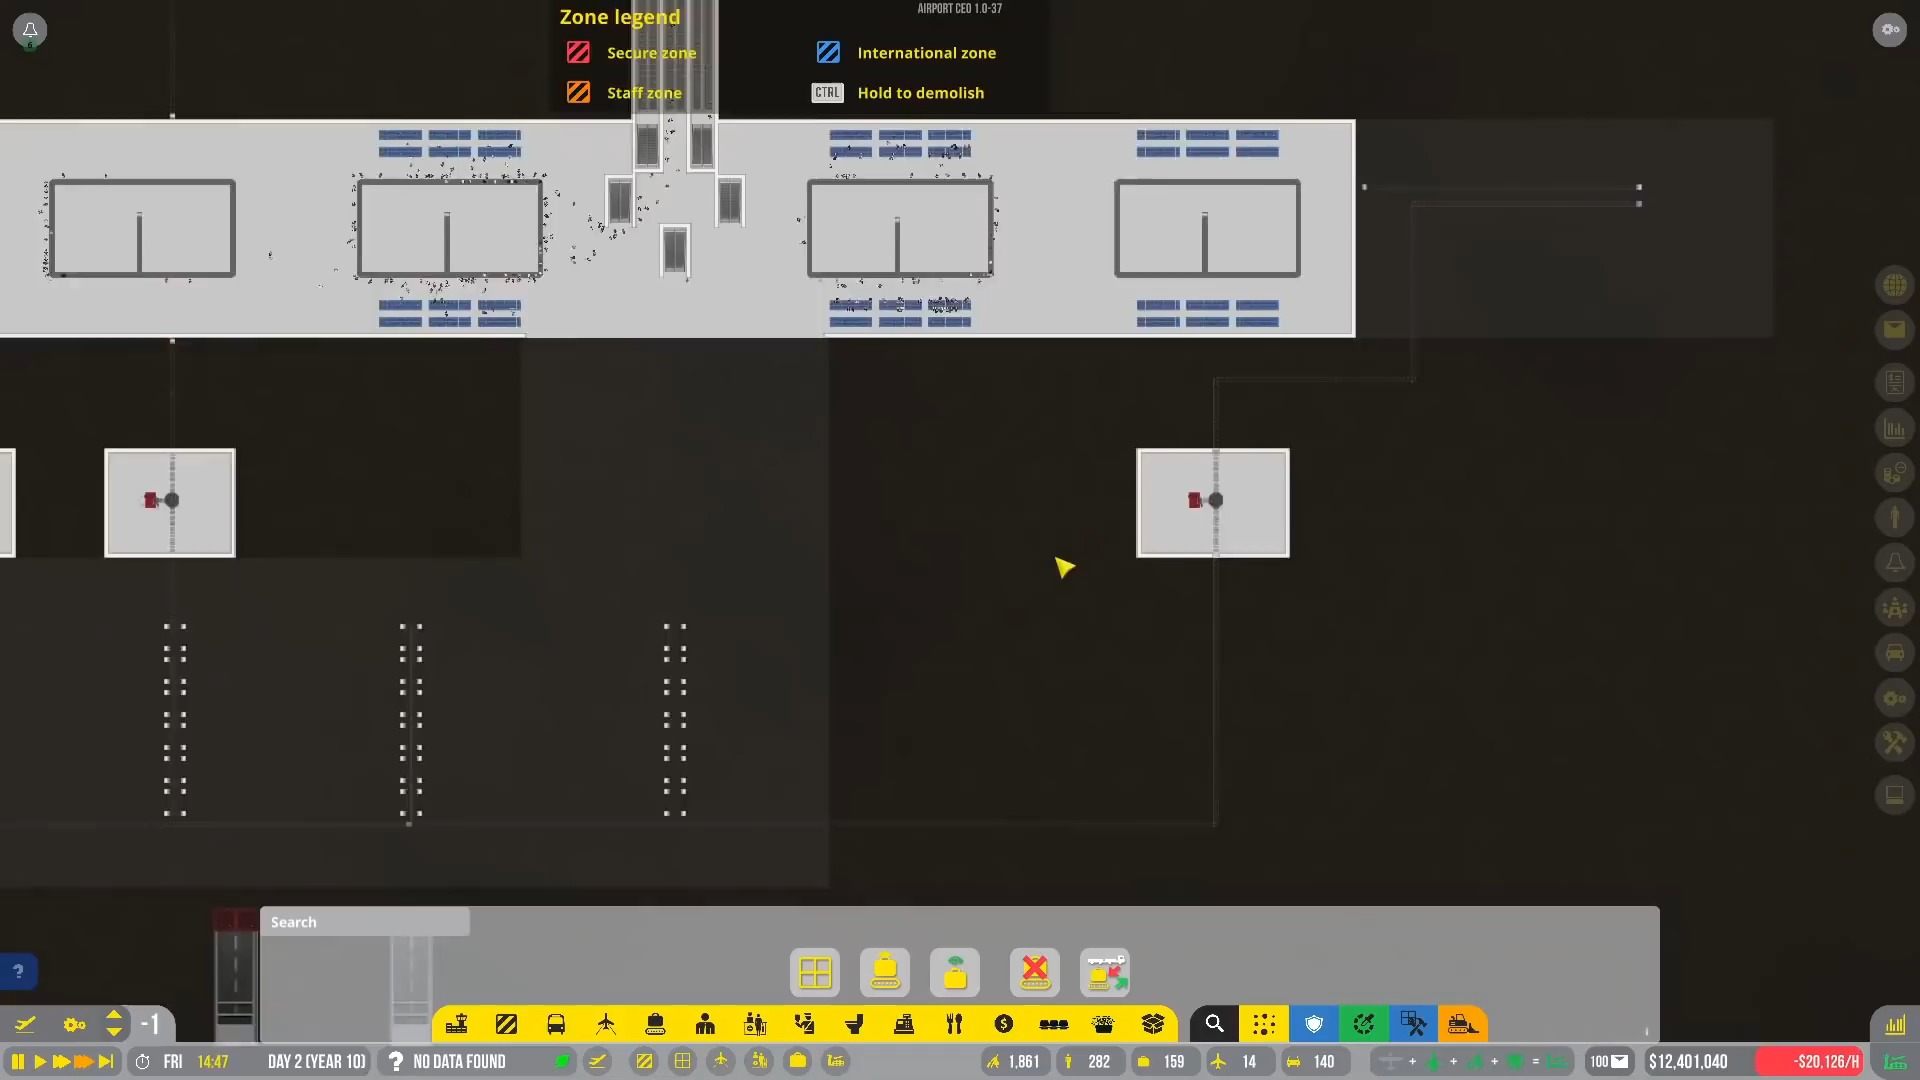 AIRPORT CEO 1.0-37
Zone legend
Secure zone
International zone
Staff zone
CTRL Hold to demolish
6
Search
?
-1
i
FRI 14:47 DAY 2 (YEAR 10) ? NO DATA FOUND
1,861 282 159 14 140 + + + = 100 $12,401,040 -$20,126/H